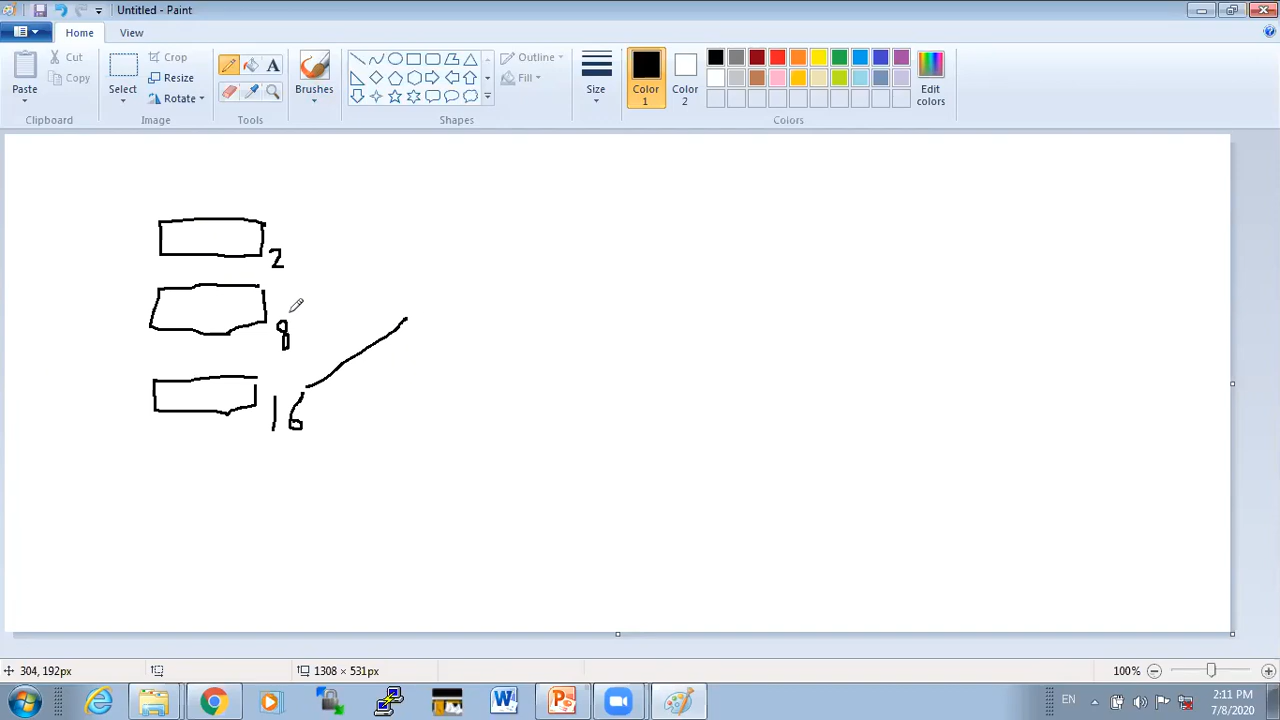 Untitled - Paint
Home
View
Paste
Cut
Copy
Clipboard
Select
Crop
Resize
Rotate
Image
A
Tools
Brushes
Outline
Fill
Shapes
Size
Color 1
Color 2
Edit colors
Colors
2
8
16
304, 192px
1308 × 531px
100%
EN
2:11 PM
7/8/2020